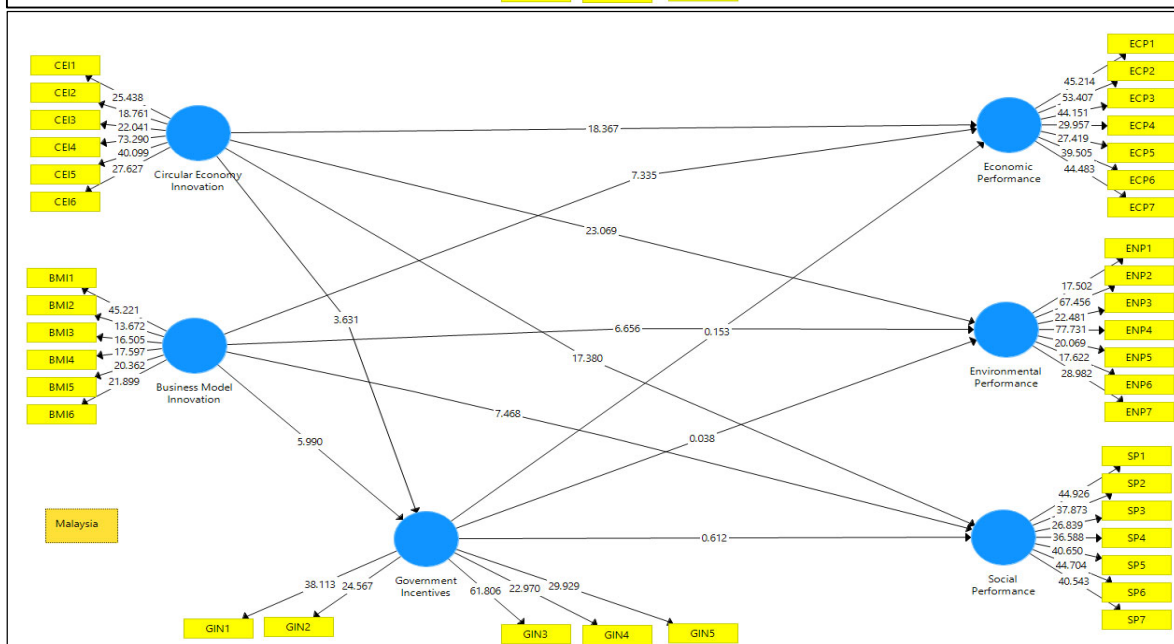 CEI1
CEI2
CEI3
CEI4
CEI5
CEI6
25.438
18.761
22.041
73.290
40.099
27.627
Circular Economy
Innovation
BMI1
BMI2
BMI3
BMI4
BMI5
BMI6
45.221
13.672
16.505
17.597
20.362
21.899
Business Model
Innovation
Malaysia
18.367
7.335
23.069
3.631
0.153
17.380
6.656
7.468
0.038
5.990
0.612
Government
Incentives
38.113
24.567
61.806
22.970
29.929
GIN1
GIN2
GIN3
GIN4
GIN5
Economic
Performance
45.214
53.407
44.151
29.957
27.419
39.505
44.483
ECP1
ECP2
ECP3
ECP4
ECP5
ECP6
ECP7
Environmental
Performance
17.502
67.456
22.481
77.731
20.069
17.622
28.982
ENP1
ENP2
ENP3
ENP4
ENP5
ENP6
ENP7
Social
Performance
44.926
37.873
26.839
36.588
40.650
44.704
40.543
SP1
SP2
SP3
SP4
SP5
SP6
SP7